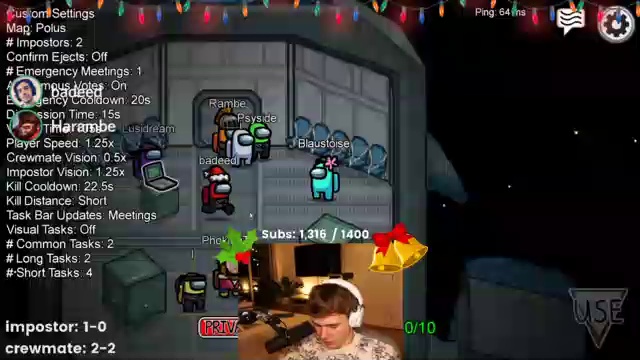 Custom Settings
Ping: 64 ms
Map: Polus
# Impostors: 2
Confirm Ejects: Off
# Emergency Meetings: 1
Votes: On
badeed
Cooldown: 20s
Time: 15s
Harambe
Player Speed: 1.25x
Crewmate Vision: 0.5x
Impostor Vision: 1.25x
Kill Cooldown: 22.5s
Kill Distance: Short
Task Bar Updates: Meetings
Visual Tasks: Off
# Common Tasks: 2
# Long Tasks: 2
# Short Tasks: 4
Rambe
Psyside
Lusidream
Blaustoise
badeed
Subs: 1,316 / 1400
USE
0/10
impostor: 1-0
crewmate: 2-2